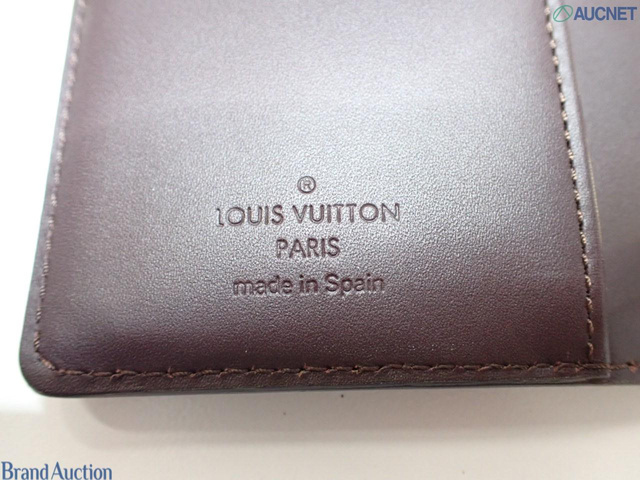 AUCNET
®
LOUIS VUITTON
PARIS
made in Spain
Brand Auction